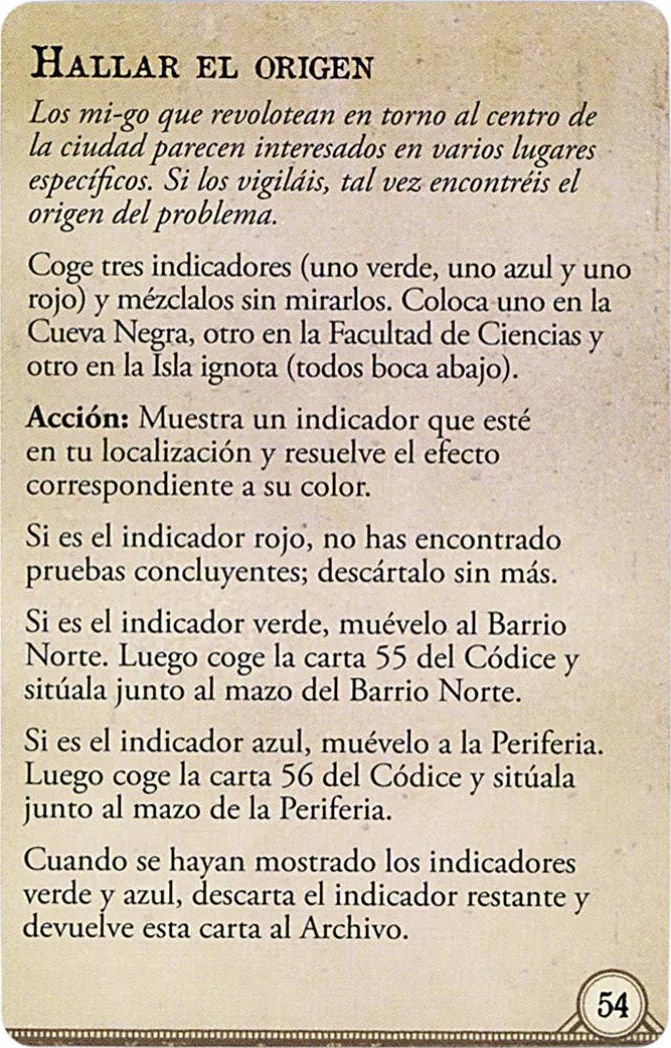 Hallar el origen
Los mi-go que revolotean en torno al centro de
la ciudad parecen interesados en varios lugares
específicos. Si los vigiláis, tal vez encontréis el
origen del problema.
Coge tres indicadores (uno verde, uno azul y uno
rojo) y mézclalos sin mirarlos. Coloca uno en la
Cueva Negra, otro en la Facultad de Ciencias y
otro en la Isla ignota (todos boca abajo).
Acción: Muestra un indicador que esté
en tu localización y resuelve el efecto
correspondiente a su color.
Si es el indicador rojo, no has encontrado
pruebas concluyentes; descártalo sin más.
Si es el indicador verde, muévelo al Barrio
Norte. Luego coge la carta 55 del Códice y
sitúala junto al mazo del Barrio Norte.
Si es el indicador azul, muévelo a la Periferia.
Luego coge la carta 56 del Códice y sitúala
junto al mazo de la Periferia.
Cuando se hayan mostrado los indicadores
verde y azul, descarta el indicador restante y
devuelve esta carta al Archivo.
54